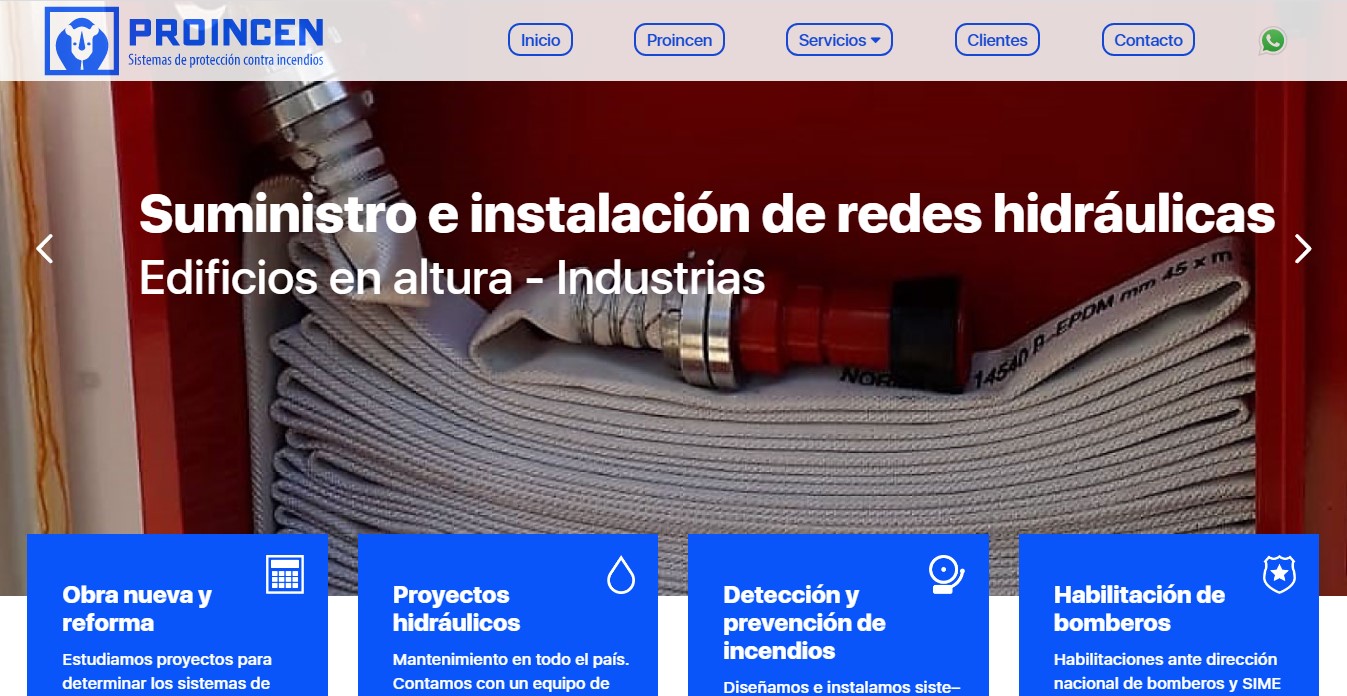 PROINCEN
Sistemas de protección contra incendios
Inicio
Proincen
Servicios
Clientes
Contacto
Suministro e instalación de redes hidráulicas
Edificios en altura - Industrias
14540 B-EPDM mm 45 x m
Obra nueva y
reforma
Estudiamos proyectos para
determinar los sistemas de
Proyectos
hidráulicos
Mantenimiento en todo el país.
Contamos con un equipo de
Detección y
prevención de
incendios
Diseñamos e instalamos siste–
Habilitación de
bomberos
Habilitaciones ante dirección
nacional de bomberos y SIME